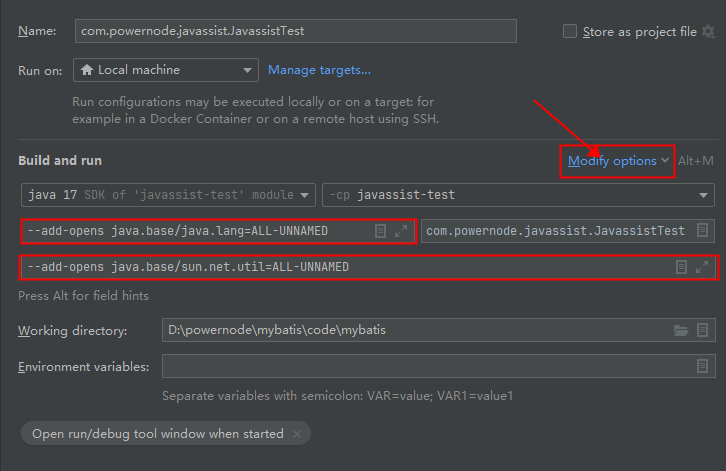 Name: com.powernode.javassist.JavassistTest Store as project file
Run on: Local machine Manage targets...
Run configurations may be executed locally or on a target: for
example in a Docker Container or on a remote host using SSH.
Build and run Modify options Alt+M
java 17 SDK of 'javassist-test' module -cp javassist-test
--add-opens java.base/java.lang=ALL-UNNAMED com.powernode.javassist.JavassistTest
--add-opens java.base/sun.net.util=ALL-UNNAMED
Press Alt for field hints
Working directory: D:\powernode\mybatis\code\mybatis
Environment variables:
Separate variables with semicolon: VAR=value; VAR1=value1
Open run/debug tool window when started ×